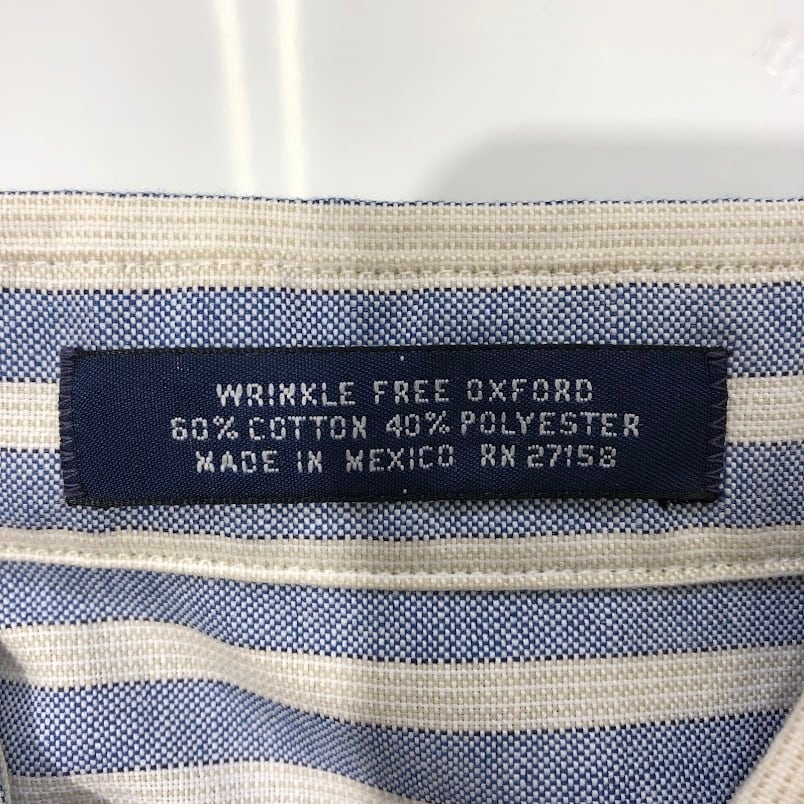 WRINKLE FREE OXFORD
60% COTTON 40% POLYESTER
MADE IN MEXICO RN 27158